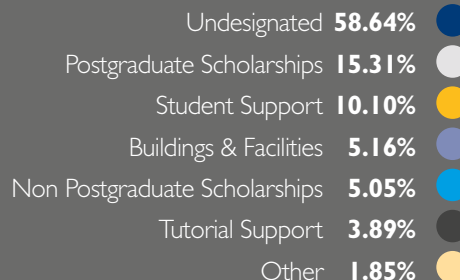 Undesignated 58.64%
Postgraduate Scholarships 15.31%
Student Support 10.10%
Buildings & Facilities 5.16%
Non Postgraduate Scholarships 5.05%
Tutorial Support 3.89%
Other 1.85%